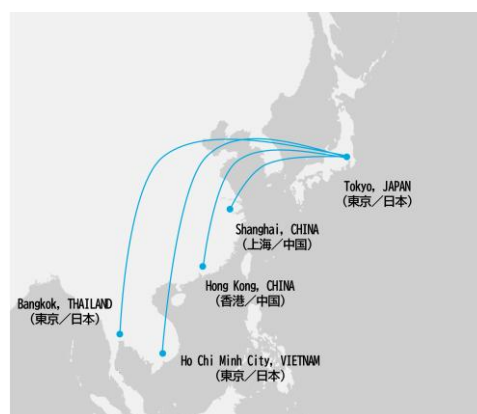 Tokyo, JAPAN
（東京／日本）
Shanghai, CHINA
（上海／中国）
Hong Kong, CHINA
（香港／中国）
Bangkok, THAILAND
（東京／日本）
Ho Chi Minh City, VIETNAM
（東京／日本）